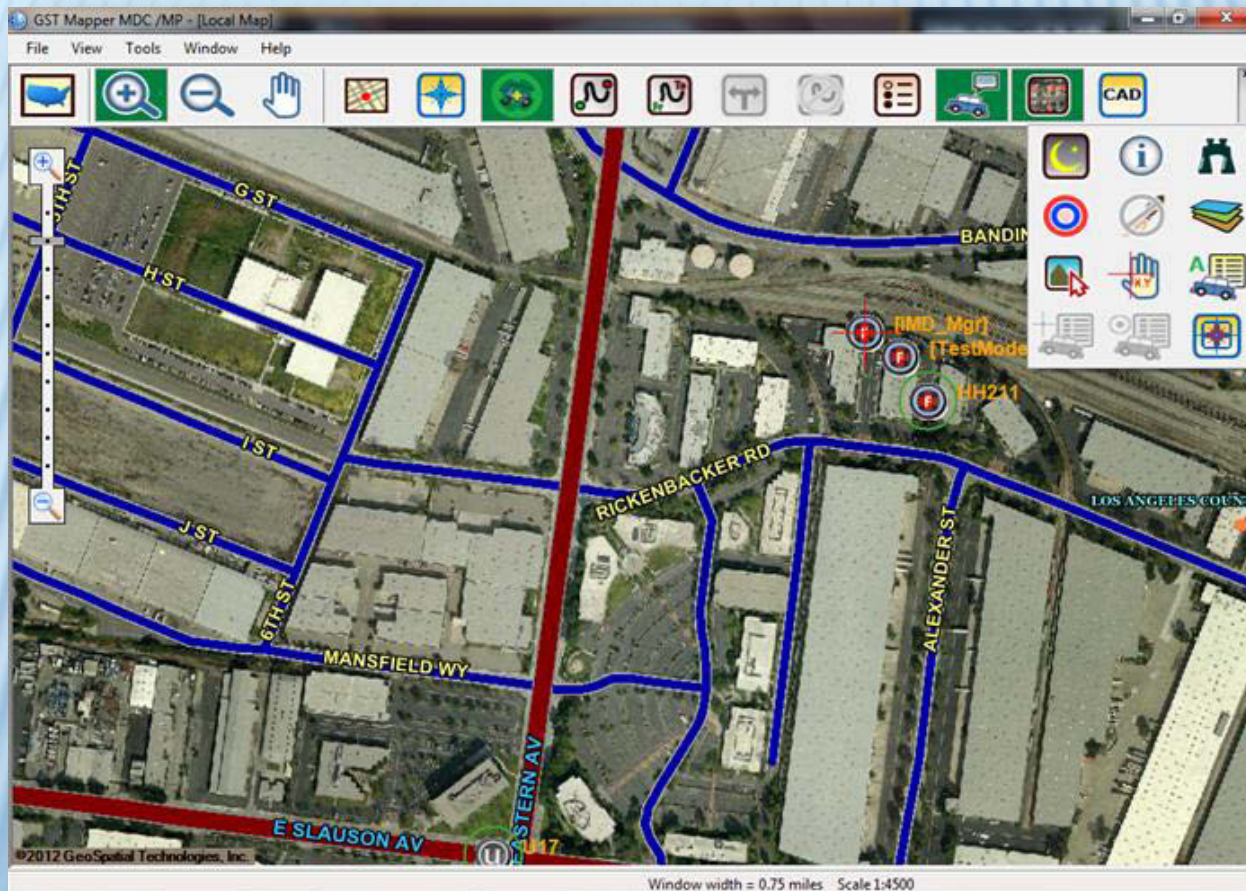 GST Mapper MDC /MP - [Local Map]
File View Tools Window Help
CAD
G ST
H ST
I ST
J ST
6TH ST
MANSFIELD WY
E SLAUSON AV
EASTERN AV
RICKENBACKER RD
ALEXANDER ST
[IMD_Mgr]
[TestMode
HH211
U17
LOS ANGELES COUN
©2012 GeoSpatial Technologies, Inc.
Window width = 0.75 miles Scale 1:4500